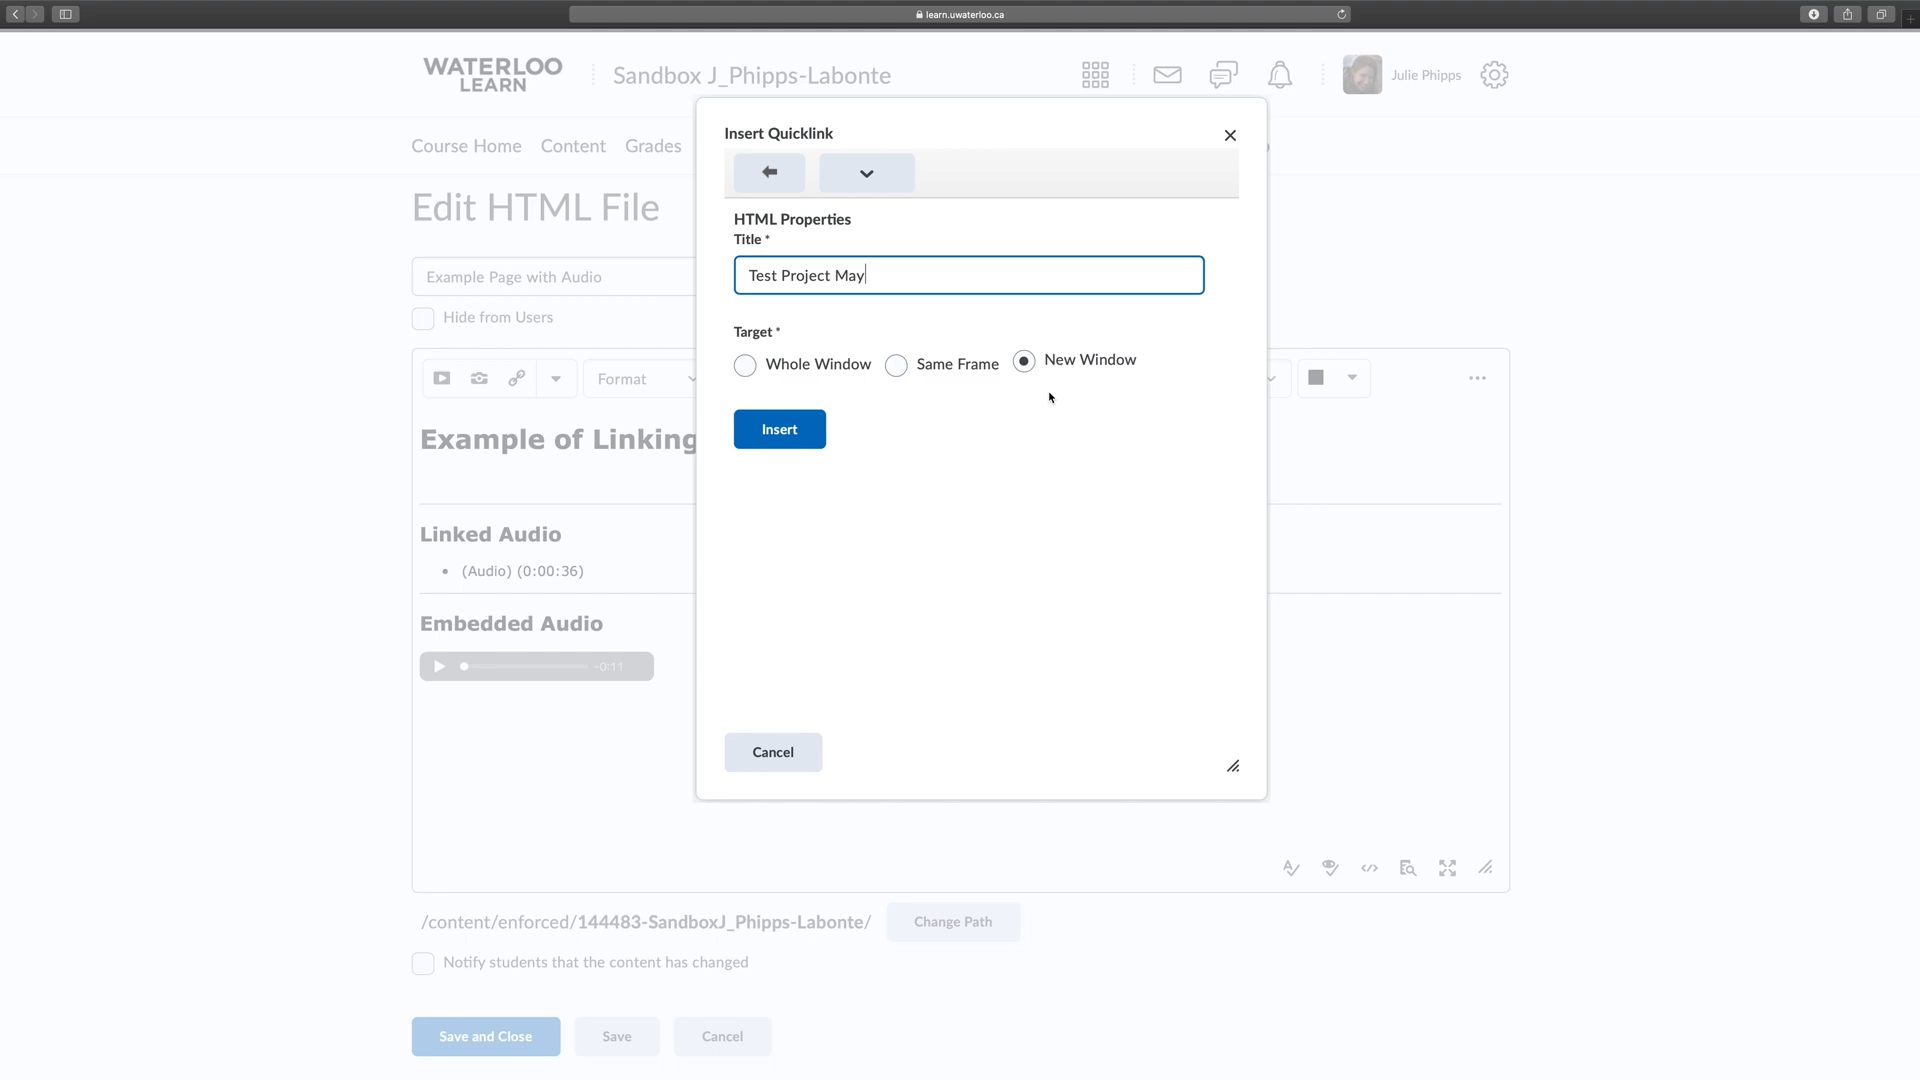 learn.uwaterloo.ca
WATERLOO
LEARN
Sandbox J_Phipps-Labonte
Julie Phipps
Course Home Content Grades
Edit HTML File
Example Page with Audio
Hide from Users
Format
Example of Linking
Linked Audio
• (Audio) (0:00:36)
Embedded Audio
-0:11
Insert Quicklink
HTML Properties
Title *
Test Project May
Target *
Whole Window Same Frame New Window
Insert
Cancel
/content/enforced/144483-SandboxJ_Phipps-Labonte/ Change Path
Notify students that the content has changed
Save and Close Save Cancel